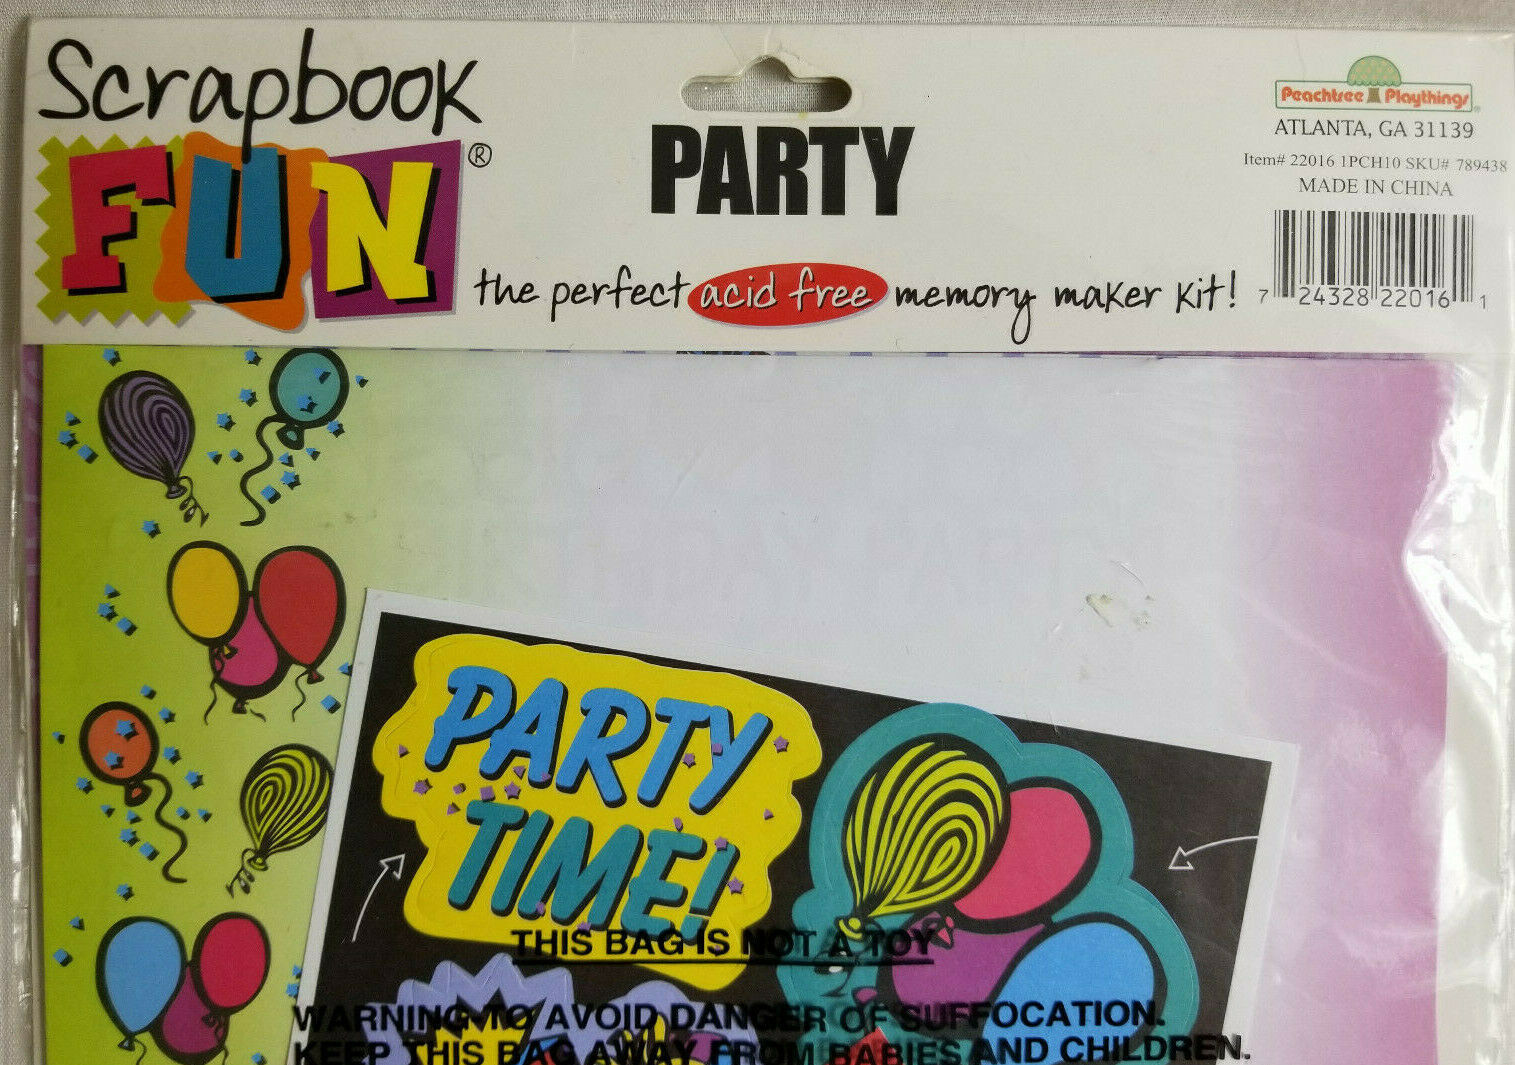 Scrapbook
FUN®
PARTY
the perfect acid free memory maker kit!
Peachtree Playthings®
ATLANTA, GA 31139
Item# 22016 1PCH10 SKU# 789438
MADE IN CHINA
7 24328 22016 1
PARTY
TIME!
THIS BAG IS NOT A TOY
WARNING TO AVOID DANGER OF SUFFOCATION.
KEEP THIS BAG AWAY FROM BABIES AND CHILDREN.